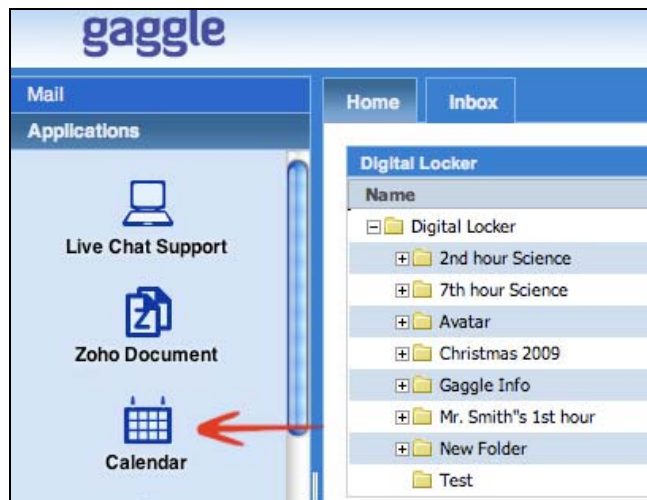 gaggle
Mail
Applications
Live Chat Support
Zoho Document
Calendar
Home
Inbox
Digital Locker
Name
Digital Locker
2nd hour Science
7th hour Science
Avatar
Christmas 2009
Gaggle Info
Mr. Smith"s 1st hour
New Folder
Test